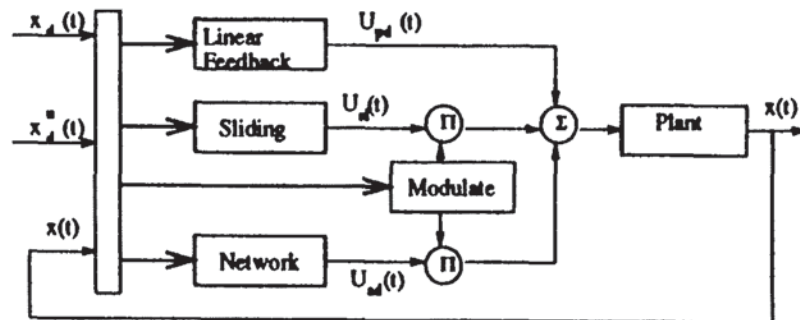 x_d(t)
Linear
Feedback
U_pd(t)
x_d^n(t)
Sliding
U_sl(t)
Π
Σ
Plant
x(t)
Modulate
x(t)
Network
U_ad(t)
Π